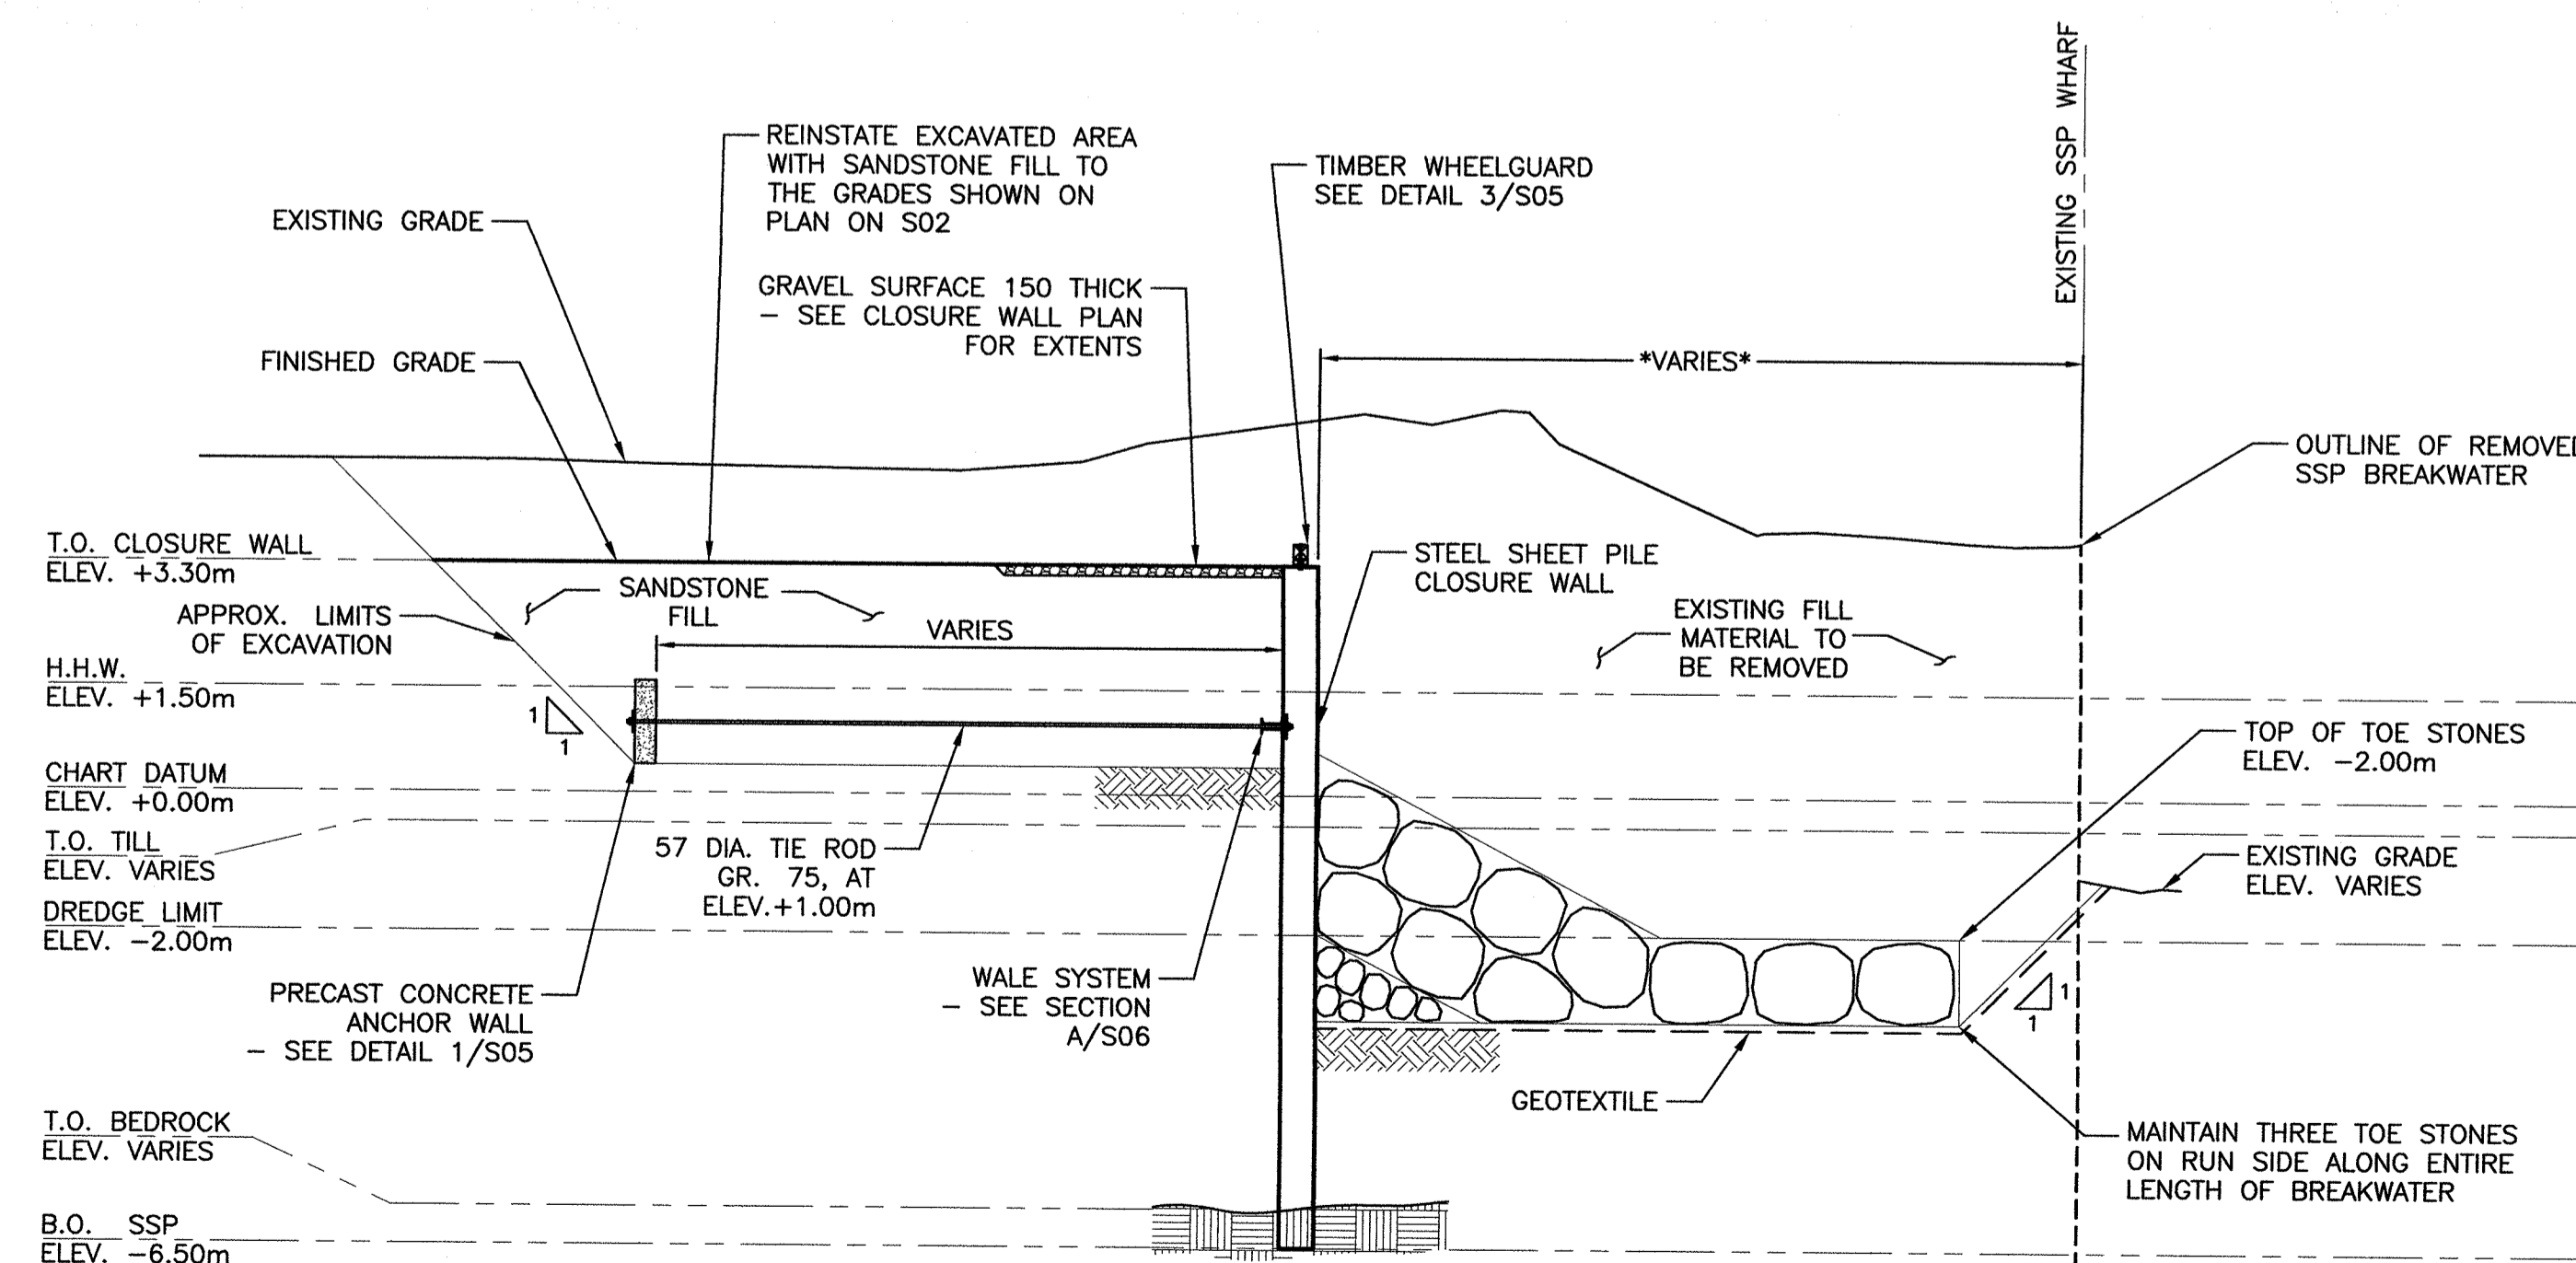 EXISTING SSP WHARF
REINSTATE EXCAVATED AREA
WITH SANDSTONE FILL TO
THE GRADES SHOWN ON
PLAN ON S02
TIMBER WHEELGUARD
SEE DETAIL 3/S05
EXISTING GRADE
GRAVEL SURFACE 150 THICK
– SEE CLOSURE WALL PLAN
FOR EXTENTS
FINISHED GRADE
*VARIES*
OUTLINE OF REMOVED
SSP BREAKWATER
T.O. CLOSURE WALL
ELEV. +3.30m
STEEL SHEET PILE
CLOSURE WALL
SANDSTONE
FILL
APPROX. LIMITS
OF EXCAVATION
VARIES
EXISTING FILL
MATERIAL TO
BE REMOVED
H.H.W.
ELEV. +1.50m
1
1
TOP OF TOE STONES
ELEV. –2.00m
CHART DATUM
ELEV. +0.00m
T.O. TILL
ELEV. VARIES
57 DIA. TIE ROD
GR. 75, AT
ELEV.+1.00m
EXISTING GRADE
ELEV. VARIES
DREDGE LIMIT
ELEV. –2.00m
PRECAST CONCRETE
ANCHOR WALL
– SEE DETAIL 1/S05
WALE SYSTEM
– SEE SECTION
A/S06
1
1
GEOTEXTILE
T.O. BEDROCK
ELEV. VARIES
MAINTAIN THREE TOE STONES
ON RUN SIDE ALONG ENTIRE
LENGTH OF BREAKWATER
B.O. SSP
ELEV. –6.50m